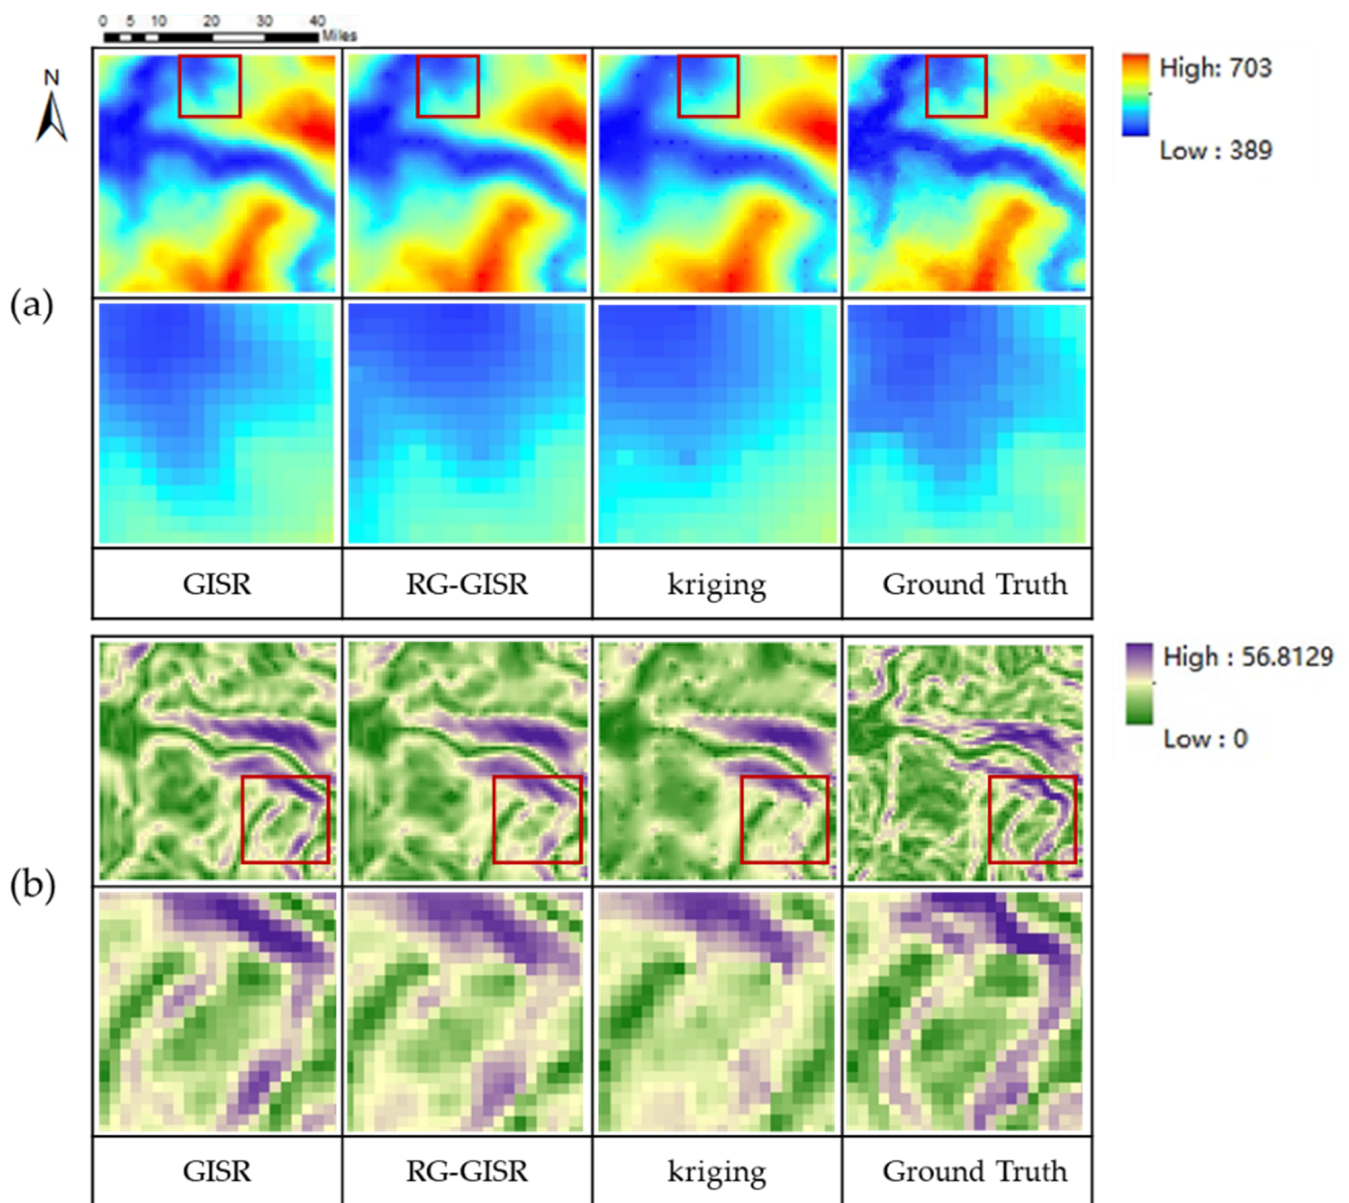 0 5 10 20 30 40
Miles
N
High: 703
Low : 389
(a)
GISR RG-GISR kriging Ground Truth
High : 56.8129
Low : 0
(b)
GISR RG-GISR kriging Ground Truth